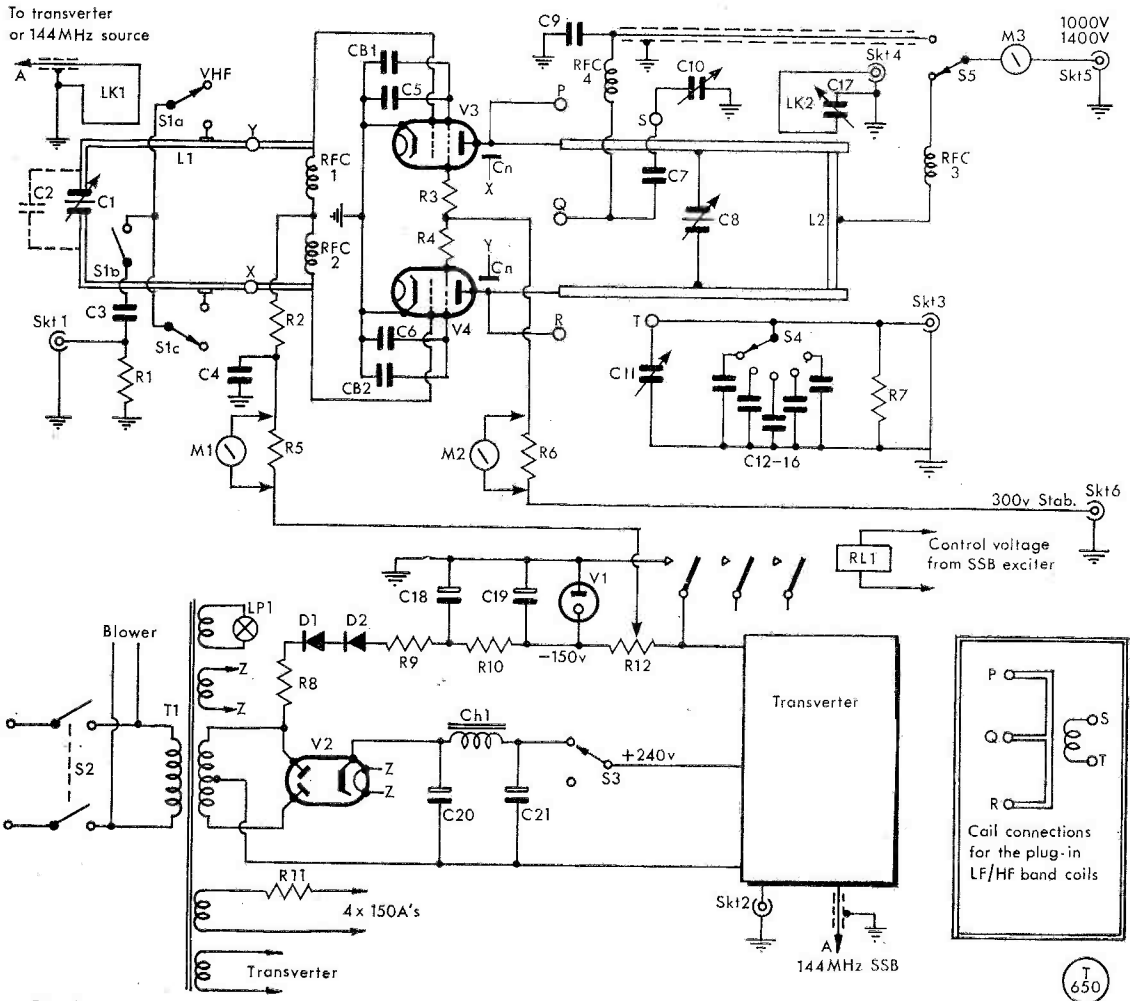 To transverter
or 144MHz source
A
LK1
VHF
S1a
Y
L1
C2
C1
S1b
X
C3
Skt 1
S1c
R1
C4
R2
M1
R5
RFC
1
RFC
2
CB1
C5
V3
Cn
X
R3
R4
Y
Cn
V4
C6
CB2
M2
R6
C9
RFC
4
P
S
C10
C7
Q
C8
R
LK2
C17
Skt4
S5
M3
1000V
1400V
Skt5
RFC
3
L2
T
C11
S4
C12-16
R7
Skt3
300v Stab.
Skt6
RL1
Control voltage
from SSB exciter
Blower
LP1
Z
Z
T1
S2
D1
D2
R8
R9
C18
R10
C19
V1
-150v
R12
V2
Z
Z
Ch1
C20
C21
S3
+240v
Transverter
R11
4 x 150A's
Transverter
Skt2
A
144MHz SSB
P
Q
R
S
T
Cail connections
for the plug-in
LF/HF band coils
T
650